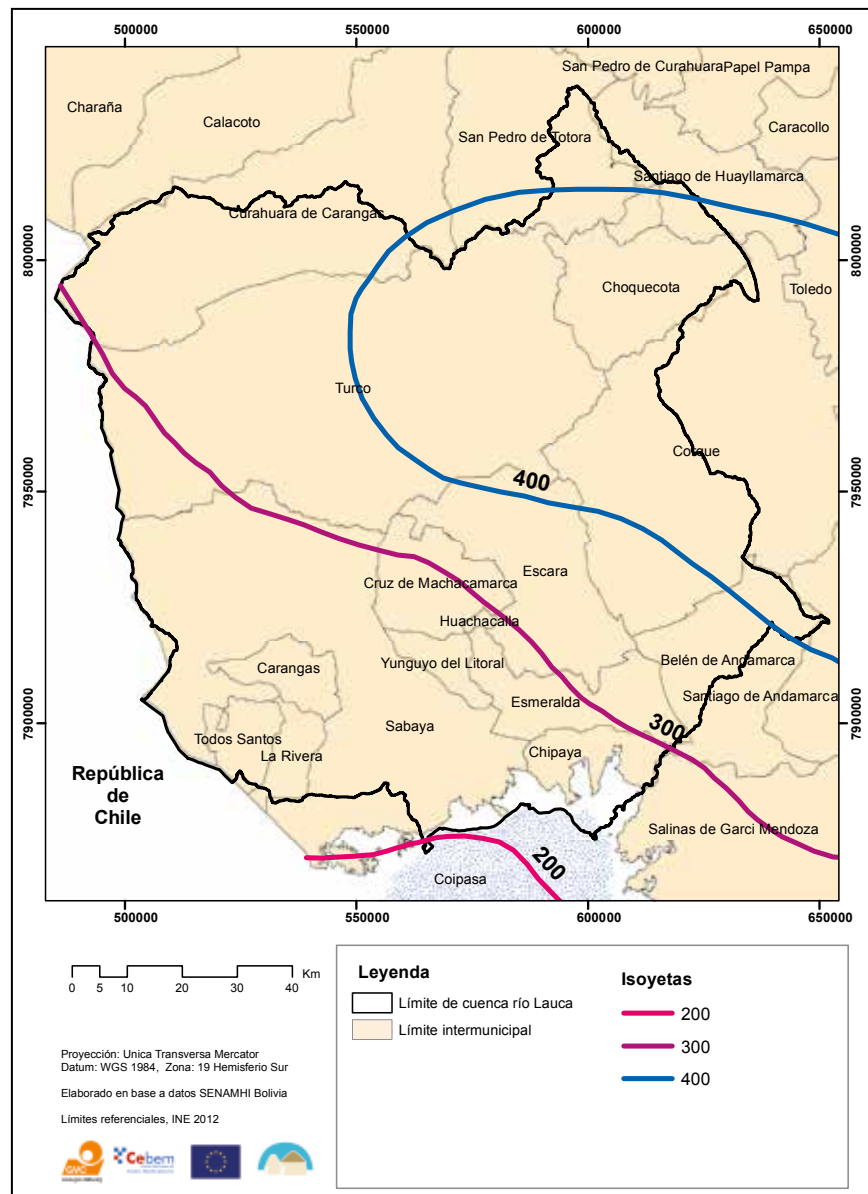 500000 550000 600000 650000
San Pedro de Curahuara
Papel Pampa
Charaña
Calacoto
Caracollo
San Pedro de Totora
Santiago de Huayllamarca
Curahuara de Carangas
8000000
8000000
Choquecota
Toledo
Turco
Corque
400
7950000
7950000
Escara
Cruz de Machacamarca
Huachacalla
Yunguyo del Litoral
Belén de Andamarca
Carangas
Santiago de Andamarca
Esmeralda
7900000
7900000
Sabaya
300
Todos Santos
La Rivera
Chipaya
República
de
Chile
Salinas de Garci Mendoza
200
Coipasa
500000 550000 600000 650000
Km
0 5 10 20 30 40
Leyenda
Límite de cuenca río Lauca
Límite intermunicipal
Isoyetas
200
300
400
Proyección: Unica Transversa Mercator
Datum: WGS 1984, Zona: 19 Hemisferio Sur
Elaborado en base a datos SENAMHI Bolivia
Límites referenciales, INE 2012
Cebem